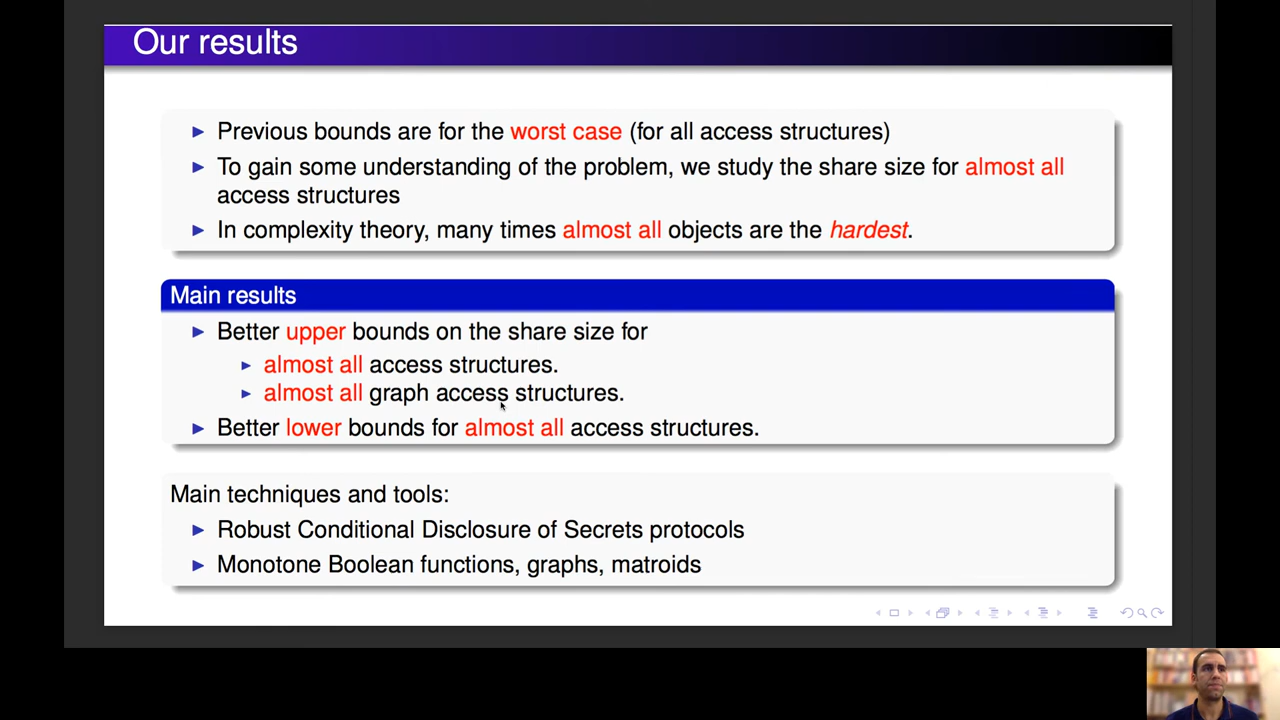 Our results
Previous bounds are for the worst case (for all access structures)
To gain some understanding of the problem, we study the share size for almost all
access structures
In complexity theory, many times almost all objects are the hardest.
Main results
Better upper bounds on the share size for
almost all access structures.
almost all graph access structures.
Better lower bounds for almost all access structures.
Main techniques and tools:
Robust Conditional Disclosure of Secrets protocols
Monotone Boolean functions, graphs, matroids